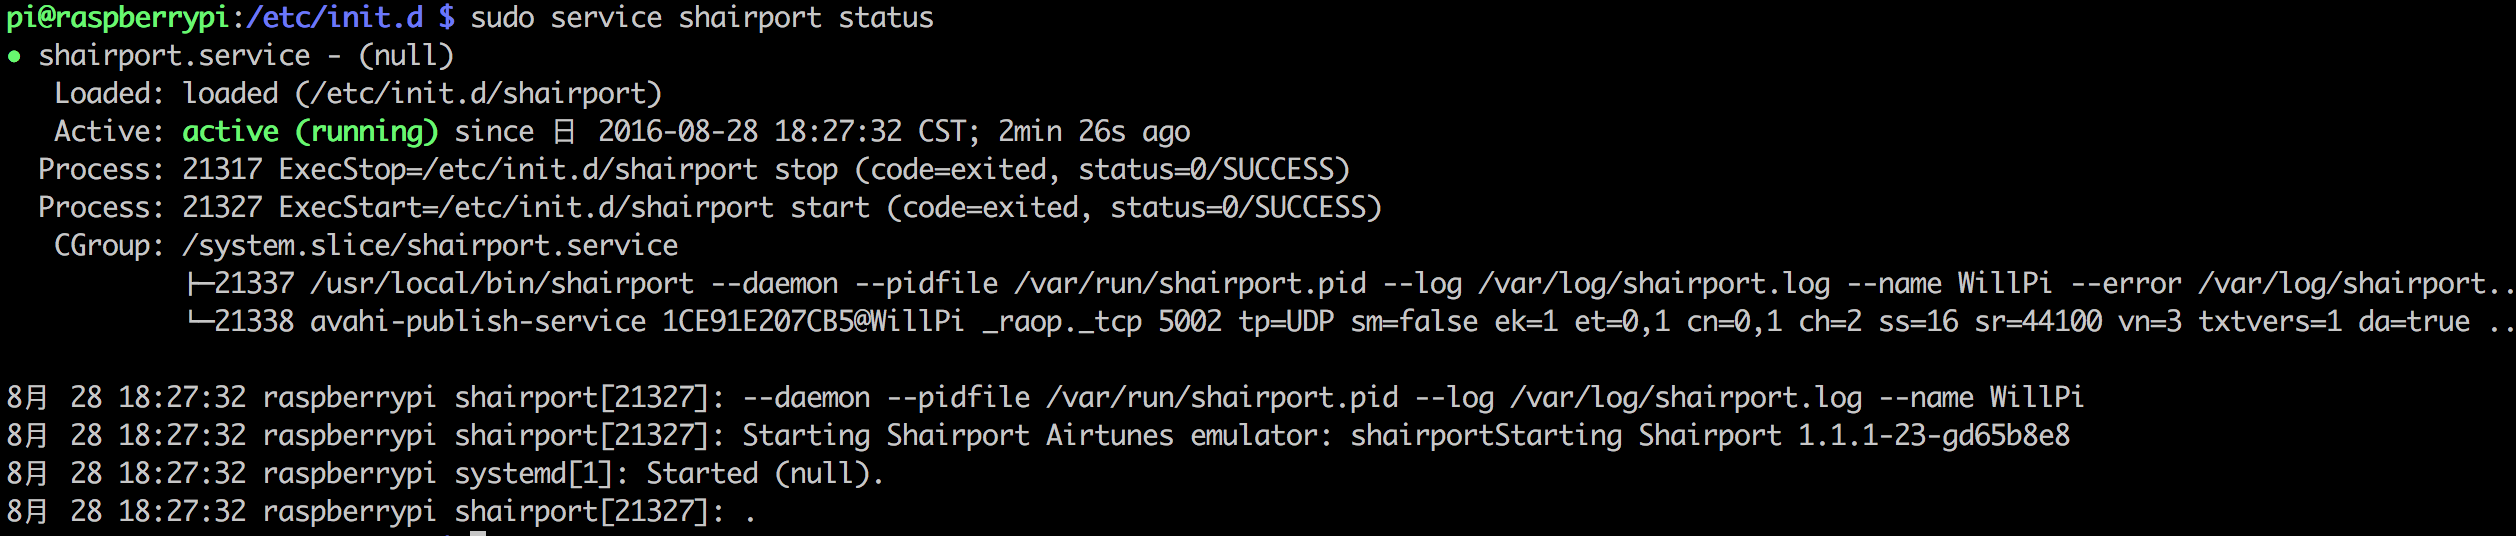 pi@raspberrypi:/etc/init.d $ sudo service shairport status
● shairport.service - (null)
   Loaded: loaded (/etc/init.d/shairport)
   Active: active (running) since 日 2016-08-28 18:27:32 CST; 2min 26s ago
  Process: 21317 ExecStop=/etc/init.d/shairport stop (code=exited, status=0/SUCCESS)
  Process: 21327 ExecStart=/etc/init.d/shairport start (code=exited, status=0/SUCCESS)
   CGroup: /system.slice/shairport.service
           ├─21337 /usr/local/bin/shairport --daemon --pidfile /var/run/shairport.pid --log /var/log/shairport.log --name WillPi --error /var/log/shairport...
           └─21338 avahi-publish-service 1CE91E207CB5@WillPi _raop._tcp 5002 tp=UDP sm=false ek=1 et=0,1 cn=0,1 ch=2 ss=16 sr=44100 vn=3 txtvers=1 da=true ...
8月 28 18:27:32 raspberrypi shairport[21327]: --daemon --pidfile /var/run/shairport.pid --log /var/log/shairport.log --name WillPi
8月 28 18:27:32 raspberrypi shairport[21327]: Starting Shairport Airtunes emulator: shairportStarting Shairport 1.1.1-23-gd65b8e8
8月 28 18:27:32 raspberrypi systemd[1]: Started (null).
8月 28 18:27:32 raspberrypi shairport[21327]: .